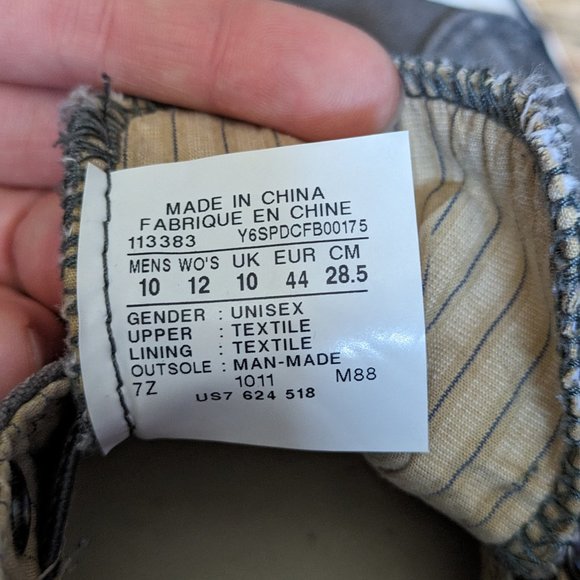 MADE IN CHINA
FABRIQUE EN CHINE
113383 Y6SPDCFB00175
MENS WO'S UK EUR CM
10 12 10 44 28.5
GENDER : UNISEX
UPPER : TEXTILE
LINING : TEXTILE
OUTSOLE : MAN-MADE
7Z 1011 M88
US7 624 518